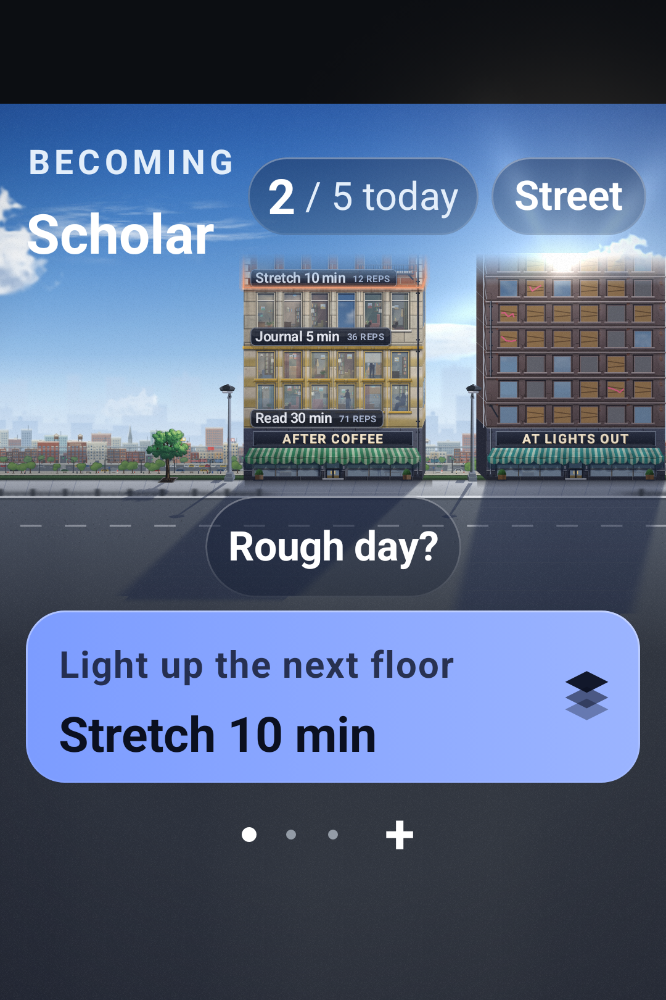 BECOMING
Scholar
2 / 5 today
Street
Stretch 10 min 12 REPS
Journal 5 min 36 REPS
Read 30 min 71 REPS
AFTER COFFEE
AT LIGHTS OUT
Rough day?
Light up the next floor
Stretch 10 min